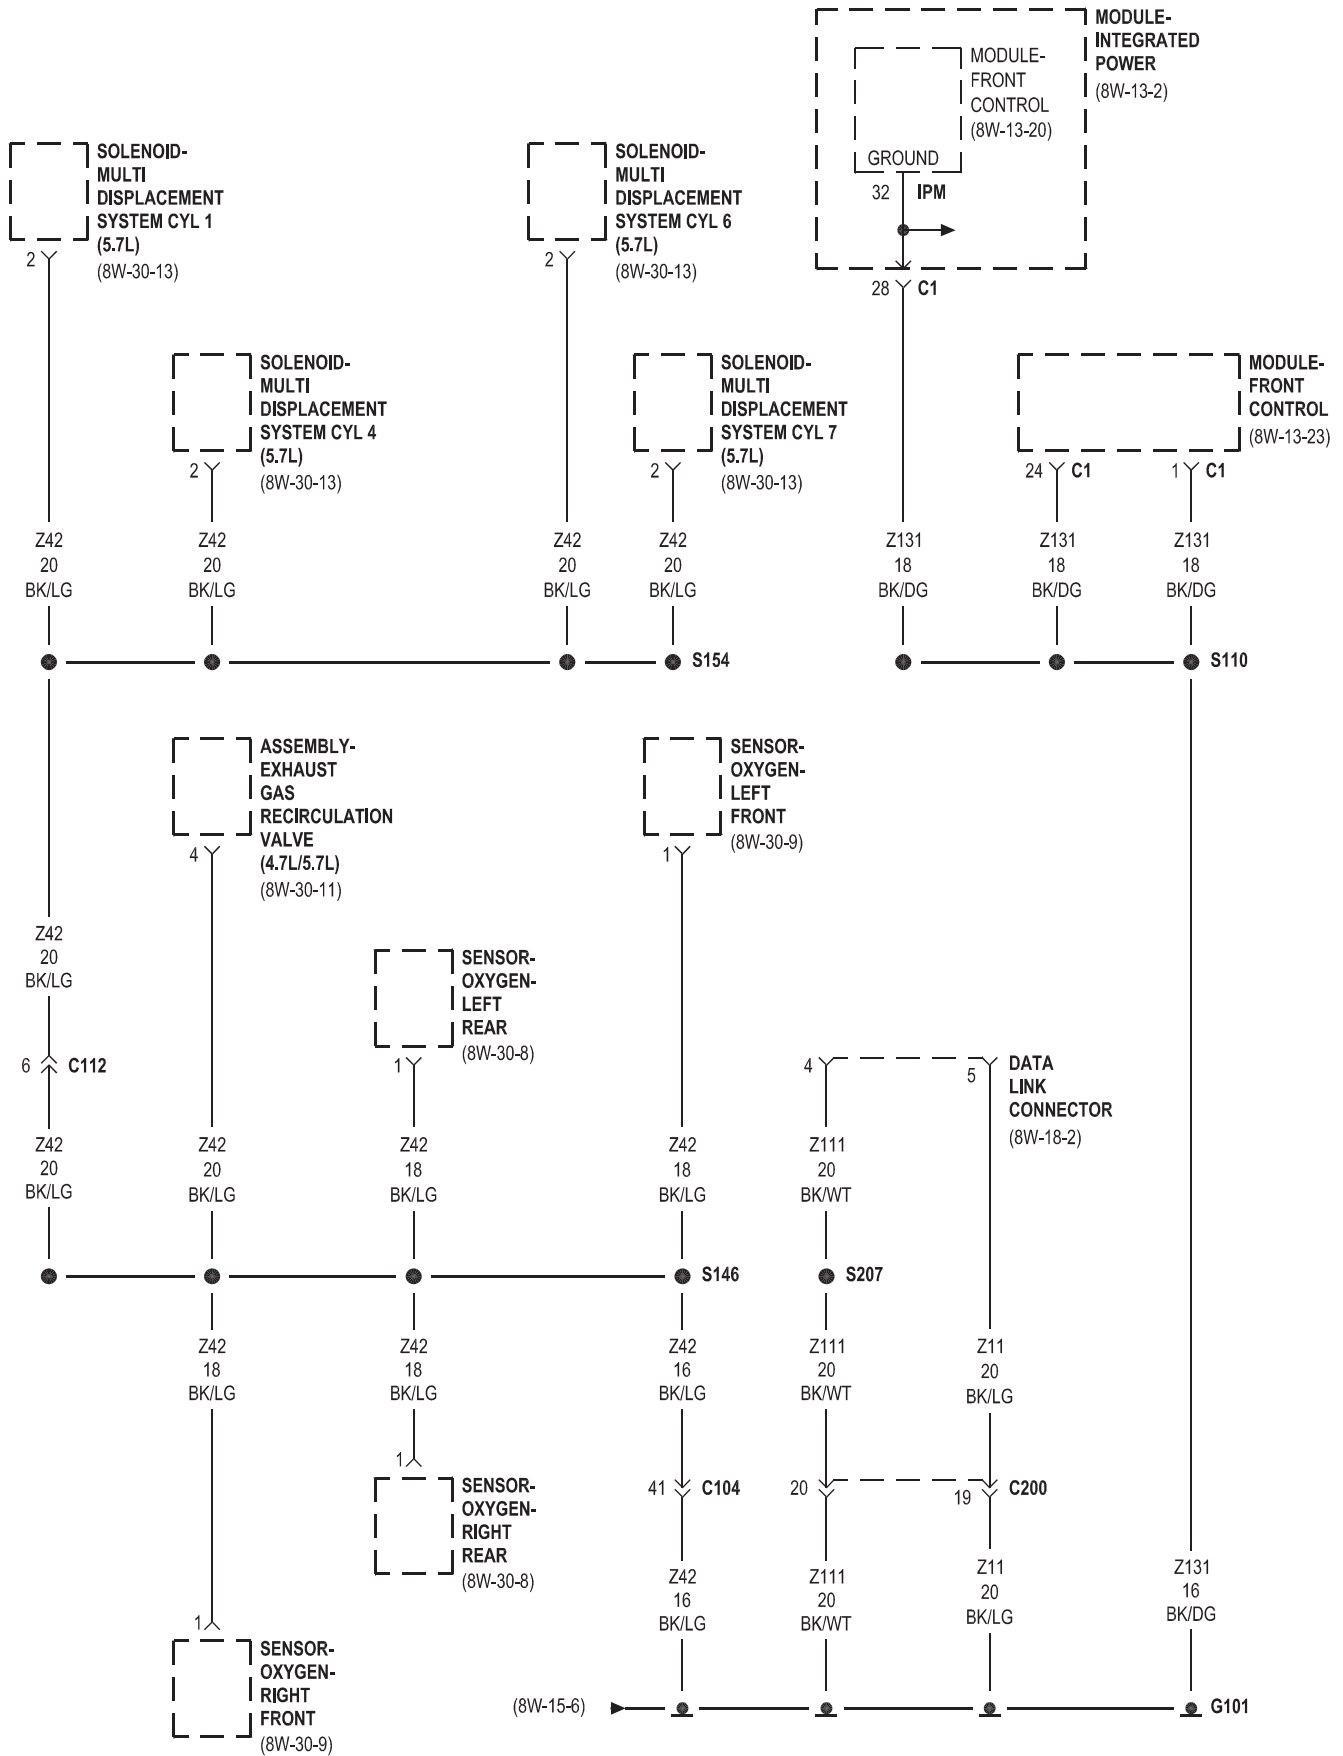 MODULE-
INTEGRATED
POWER
(8W-13-2)
MODULE-
FRONT
CONTROL
(8W-13-20)
GROUND
32 IPM
28 C1
SOLENOID-
MULTI
DISPLACEMENT
SYSTEM CYL 1
(5.7L)
(8W-30-13)
2
SOLENOID-
MULTI
DISPLACEMENT
SYSTEM CYL 6
(5.7L)
(8W-30-13)
2
SOLENOID-
MULTI
DISPLACEMENT
SYSTEM CYL 4
(5.7L)
(8W-30-13)
2
SOLENOID-
MULTI
DISPLACEMENT
SYSTEM CYL 7
(5.7L)
(8W-30-13)
2
MODULE-
FRONT
CONTROL
(8W-13-23)
24 C1 1 C1
Z42 Z42 Z42 Z42 Z131 Z131 Z131
20 20 20 20 18 18 18
BK/LG BK/LG BK/LG BK/LG BK/DG BK/DG BK/DG
S154 S110
ASSEMBLY-
EXHAUST
GAS
RECIRCULATION
VALVE
(4.7L/5.7L)
(8W-30-11)
4
SENSOR-
OXYGEN-
LEFT
FRONT
(8W-30-9)
1
Z42
20
BK/LG
SENSOR-
OXYGEN-
LEFT
REAR
(8W-30-8)
1
6 C112
4 5
DATA
LINK
CONNECTOR
(8W-18-2)
Z42 Z42 Z42 Z42 Z111
20 20 18 18 20
BK/LG BK/LG BK/LG BK/LG BK/WT
S146 S207
Z42 Z42 Z42 Z111 Z11
18 18 16 20 20
BK/LG BK/LG BK/LG BK/WT BK/LG
1
SENSOR-
OXYGEN-
RIGHT
REAR
(8W-30-8)
41 C104 20 19 C200
Z42 Z111 Z11 Z131
16 20 20 16
BK/LG BK/WT BK/LG BK/DG
1
SENSOR-
OXYGEN-
RIGHT
FRONT
(8W-30-9)
(8W-15-6) G101